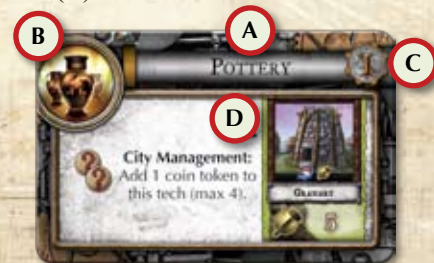 A
B
POTTERY
I
C
D
City Management:
Add 1 coin token to
this tech (max 4).
? ?
GRANARY
5